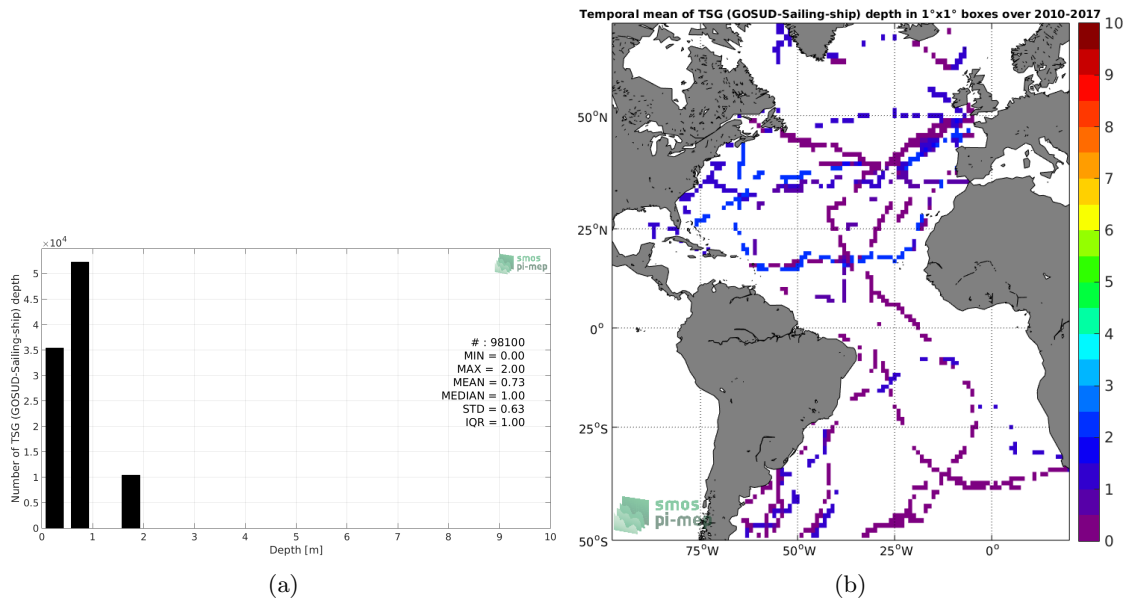 Temporal mean of TSG (GOSUD-Sailing-ship) depth in 1°x1° boxes over 2010-2017
×10⁴
5
4.5
4
3.5
3
2.5
2
1.5
1
0.5
0
Number of TSG (GOSUD-Sailing-ship) depth
smos
pi-mep
# : 98100
MIN = 0.00
MAX = 2.00
MEAN = 0.73
MEDIAN = 1.00
STD = 0.63
IQR = 1.00
0 1 2 3 4 5 6 7 8 9 10
Depth [m]
(a)
50°N
25°N
0°
25°S
50°S
smos
pi-mep
75°W 50°W 25°W 0°
10
9
8
7
6
5
4
3
2
1
0
(b)